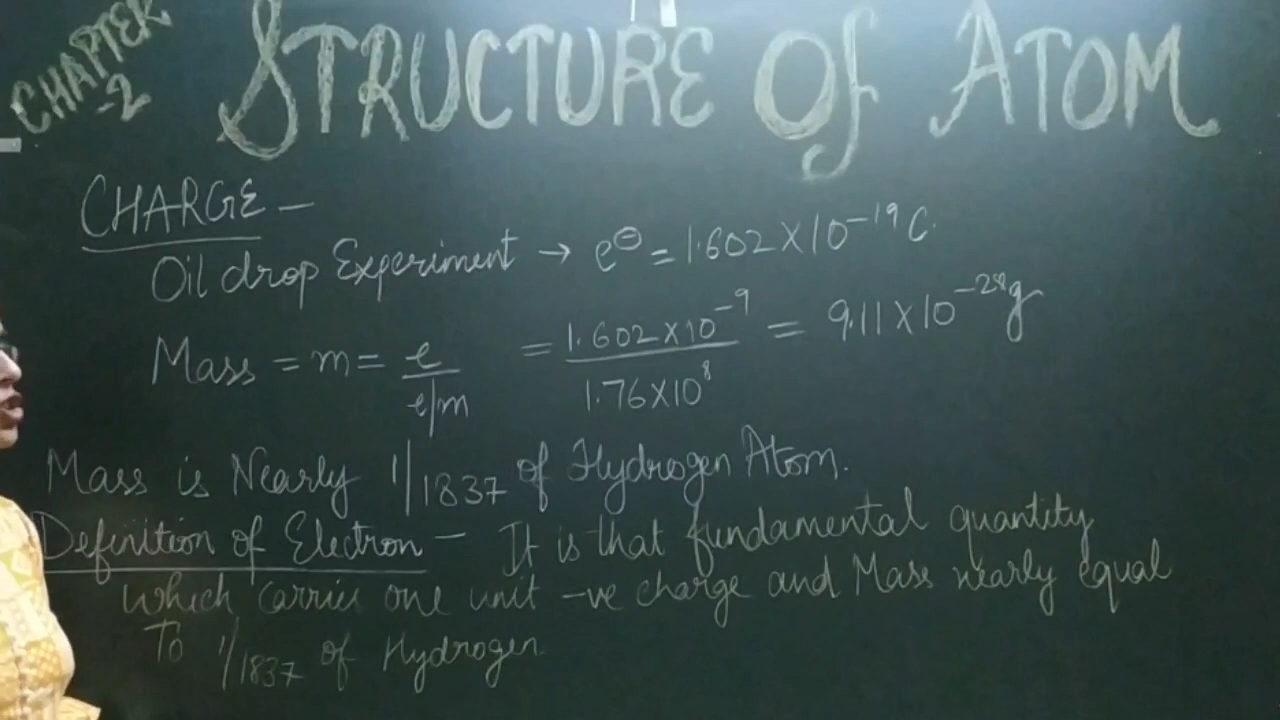 CHAPTER
-2
STRUCTURE Of ATOM
CHARGE -
Oil drop Experiment → e⊖ = 1.602 X 10⁻¹⁹ C.
Mass = m = e / e/m = 1.602 X 10⁻⁹ / 1.76 X 10⁸ = 9.11 X 10⁻²⁸ g
Mass is Nearly 1/1837 of Hydrogen Atom.
Definition of Electron - It is that fundamental quantity
which carries one unit -ve charge and Mass nearly equal
To 1/1837 of Hydrogen